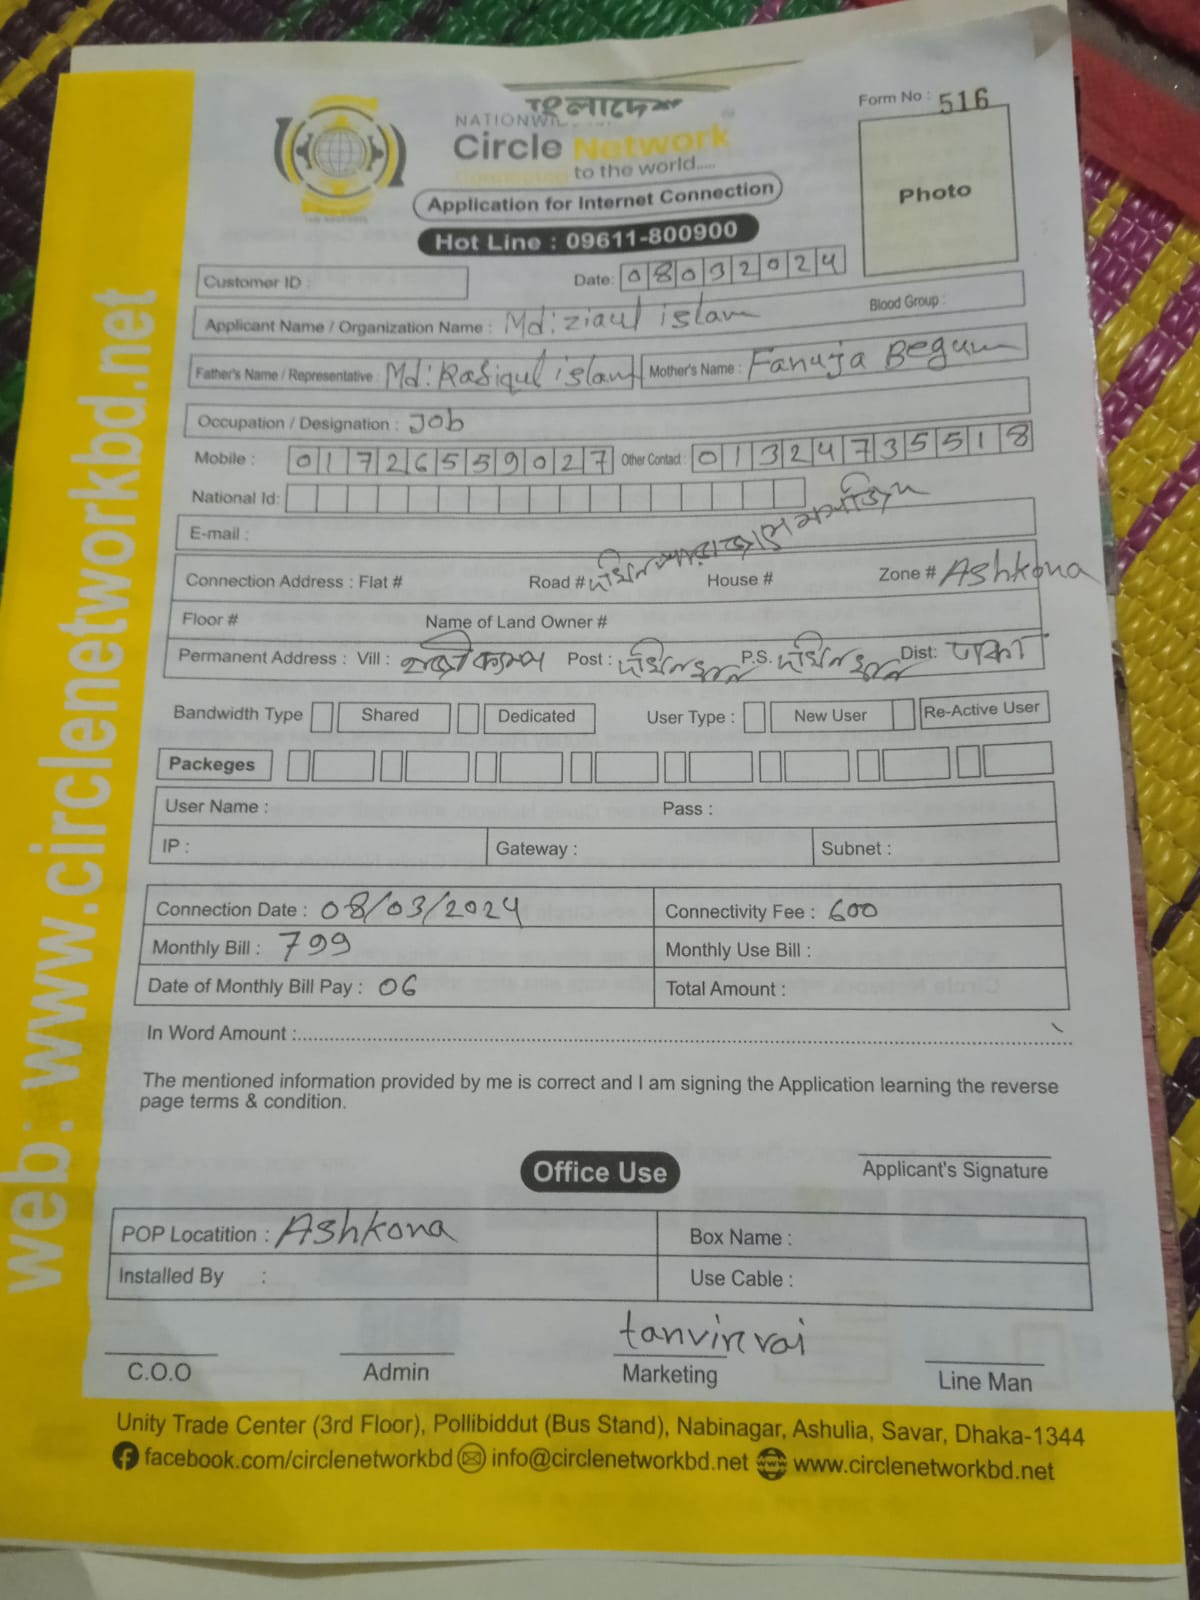 বাংলাদেশ
Form No : 516
NATIONWI
Circle Network
Connecting to the world.....
Photo
Application for Internet Connection
Hot Line : 09611-800900
Customer ID :
Date: 08032024
Applicant Name / Organization Name : Md: ziaul islam Blood Group :
Father's Name / Representative : Md: Rafiqul islam Mother's Name : Begum
Occupation / Designation : Job
Mobile : 01726559027 Other Contact : 01324735518
National Id:
E-mail :
Connection Address : Flat # Road # House # Zone # Ashkona
Floor # Name of Land Owner #
Permanent Address : Vill : Post : দক্ষিনখান P.S. দক্ষিনখান Dist: ঢাকা
Bandwidth Type Shared Dedicated User Type : New User Re-Active User
Packeges
User Name : Pass :
IP : Gateway : Subnet :
Connection Date : 08/03/2024 Connectivity Fee : 600
Monthly Bill : 799 Monthly Use Bill :
Date of Monthly Bill Pay : 06 Total Amount :
In Word Amount :
The mentioned information provided by me is correct and I am signing the Application learning the reverse
page terms & condition.
Applicant's Signature
Office Use
POP Locatition : Ashkona Box Name :
Installed By : Use Cable :
tanvir
C.O.O Admin Marketing Line Man
Unity Trade Center (3rd Floor), Pollibiddut (Bus Stand), Nabinagar, Ashulia, Savar, Dhaka-1344
facebook.com/circlenetworkbd info@circlenetworkbd.net www.circlenetworkbd.net
web: www.circlenetworkbd.net